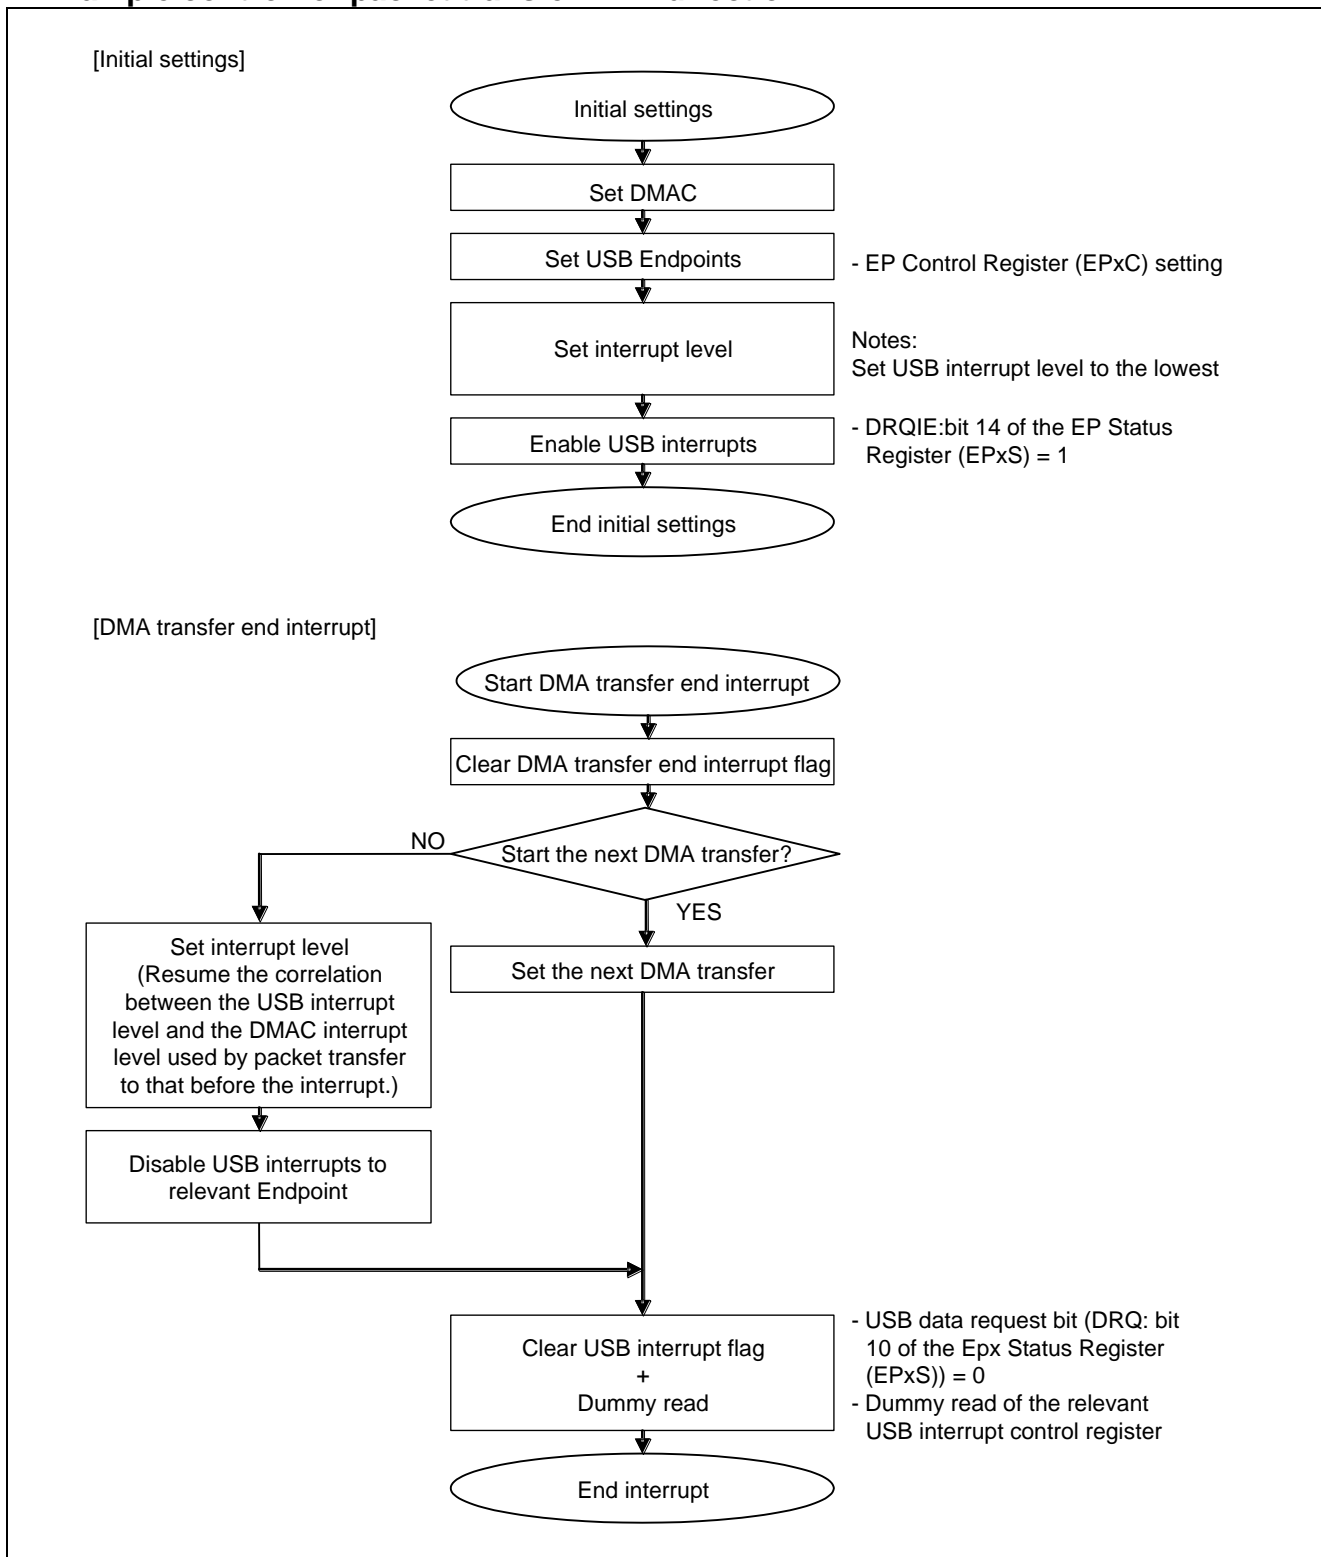 [Initial settings]
Initial settings
Set DMAC
Set USB Endpoints
- EP Control Register (EPxC) setting
Set interrupt level
Notes:
Set USB interrupt level to the lowest
Enable USB interrupts
- DRQIE:bit 14 of the EP Status
Register (EPxS) = 1
End initial settings
[DMA transfer end interrupt]
Start DMA transfer end interrupt
Clear DMA transfer end interrupt flag
Start the next DMA transfer?
NO
YES
Set interrupt level
(Resume the correlation
between the USB interrupt
level and the DMAC interrupt
level used by packet transfer
to that before the interrupt.)
Set the next DMA transfer
Disable USB interrupts to
relevant Endpoint
Clear USB interrupt flag
+
Dummy read
- USB data request bit (DRQ: bit
10 of the Epx Status Register
(EPxS)) = 0
- Dummy read of the relevant
USB interrupt control register
End interrupt